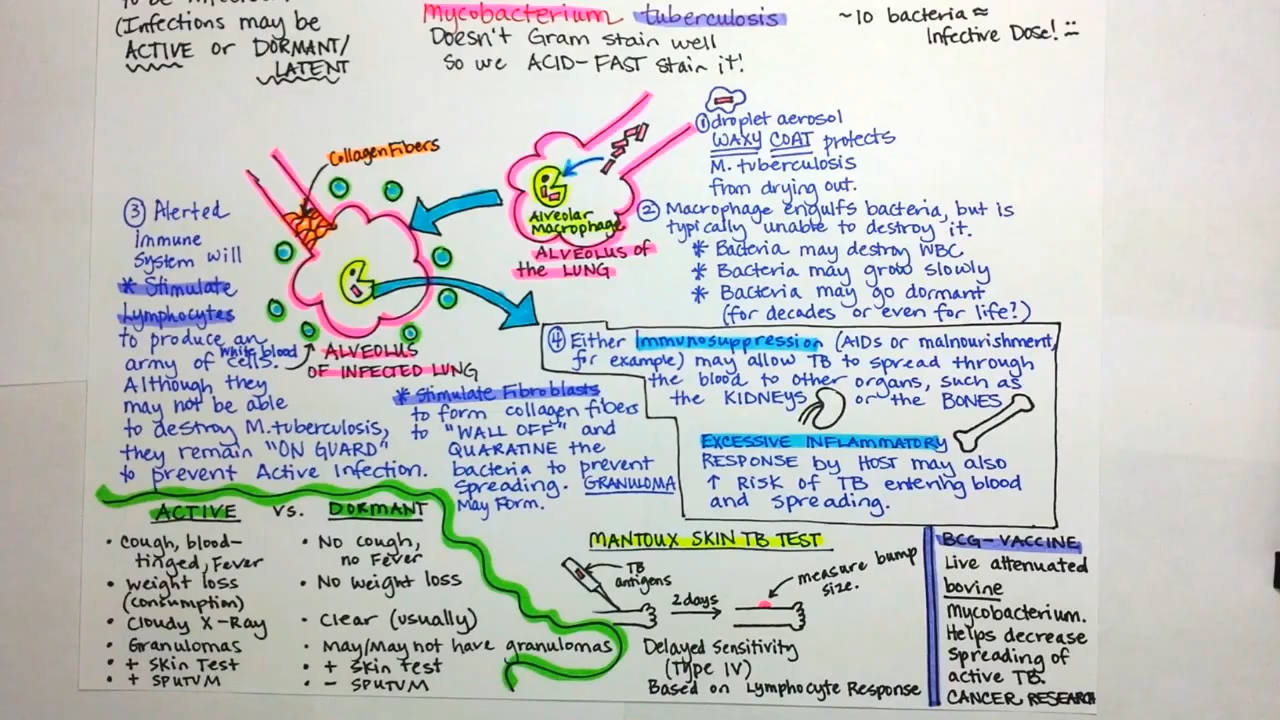 (Infections may be
ACTIVE or DORMANT/
LATENT
mycobacterium tuberculosis
Doesn't Gram stain well
so we ACID-FAST stain it!
~10 bacteria ≈
Infective Dose!
① droplet aerosol
WAXY COAT protects
M. tuberculosis
from drying out.
② Macrophage engulfs bacteria, but is
typically unable to destroy it.
* Bacteria may destroy WBC
* Bacteria may grow slowly
* Bacteria may go dormant
(for decades or even for life?)
Collagen Fibers
Alveolar
Macrophage
ALVEOLUS of
the LUNG
③ Alerted
Immune
System will
* Stimulate
Lymphocytes
to produce an
army of white blood cells.
Although they
may not be able
to destroy M.tuberculosis,
they remain "ON GUARD"
to prevent Active Infection.
ALVEOLUS
OF INFECTED LUNG
* Stimulate Fibroblasts
to form collagen fibers
to "WALL OFF" and
QUARATINE the
bacteria to prevent
Spreading. GRANULOMA
May Form.
④ Either Immunosuppression (AIDs or malnourishment,
for example) may allow TB to spread through
the blood to other organs, such as
the KIDNEYS or the BONES
EXCESSIVE INFLAMMATORY
RESPONSE by HOST may also
↑ Risk of TB entering blood
and spreading.
ACTIVE vs. DORMANT
• Cough, blood-
tinged, Fever
• weight loss
(consumption)
• Cloudy X-Ray
• Granulomas
• + Skin Test
• + SPUTUM
• No cough,
no Fever
• No weight loss
• Clear (usually)
• May/May not have granulomas
• + Skin Test
• - SPUTUM
MANTOUX SKIN TB TEST
TB
antigens
2 days
measure bump
size.
Delayed Sensitivity
(Type IV)
Based on Lymphocyte Response
BCG-VACCINE
Live attenuated
bovine
Mycobacterium.
Helps decrease
Spreading of
active TB.
CANCER RESEARCH